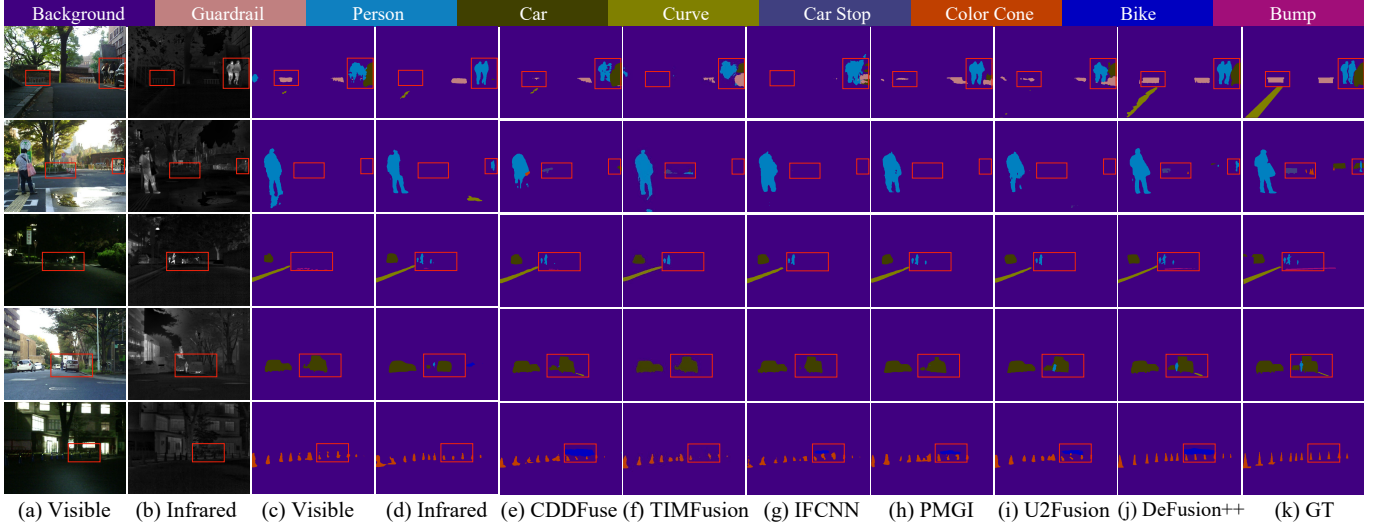 Background Guardrail Person Car Curve Car Stop Color Cone Bike Bump
(a) Visible (b) Infrared (c) Visible (d) Infrared (e) CDDFuse (f) TIMFusion (g) IFCNN (h) PMGI (i) U2Fusion (j) DeFusion++ (k) GT